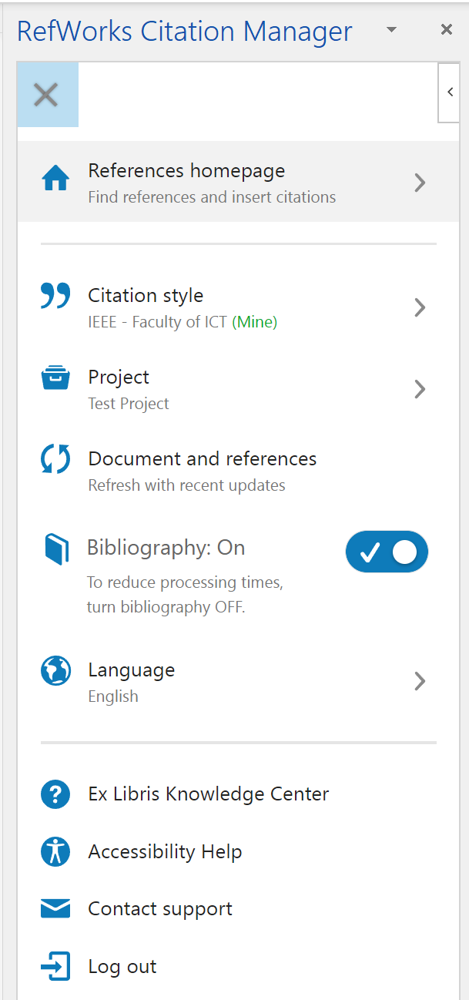 RefWorks Citation Manager
References homepage
Find references and insert citations
Citation style
IEEE - Faculty of ICT (Mine)
Project
Test Project
Document and references
Refresh with recent updates
Bibliography: On
To reduce processing times,
turn bibliography OFF.
Language
English
Ex Libris Knowledge Center
Accessibility Help
Contact support
Log out